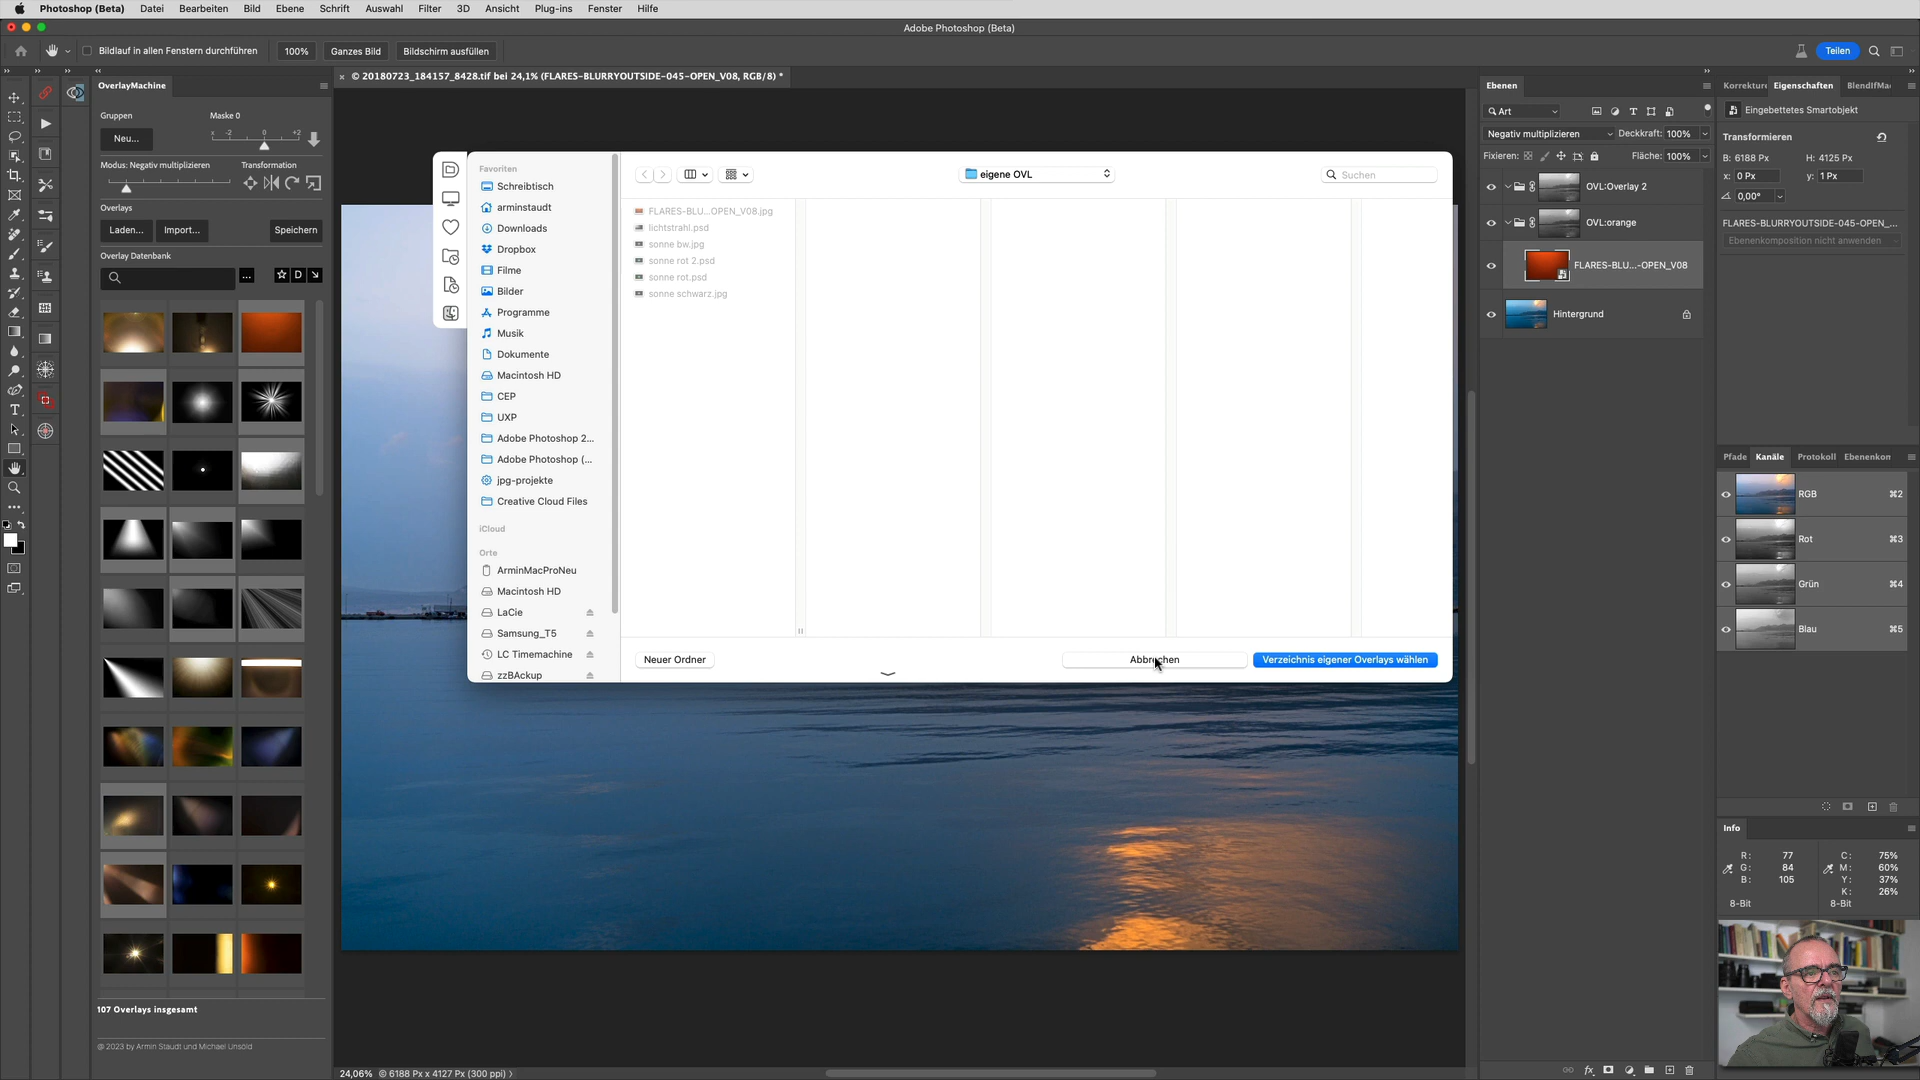 Photoshop (Beta) Datei Bearbeiten Bild Ebene Schrift Auswahl Filter 3D Ansicht Plug-ins Fenster Hilfe
Adobe Photoshop (Beta)
Bildlauf in allen Fenstern durchführen 100% Ganzes Bild Bildschirm ausfüllen Teilen
© 20180723_184157_8428.tif bei 24,1% (FLARES-BLURRYOUTSIDE-045-OPEN_V08, RGB/8) *
OverlayMachine
Gruppen Maske 0
Neu...
x -2 0 +2
Modus: Negativ multiplizieren Transformation
Overlays
Laden... Import... Speichern
Overlay Datenbank
... D
107 Overlays insgesamt
@ 2023 by Armin Staudt und Michael Unsöld
Favoriten
Schreibtisch
arminstaudt
Downloads
Dropbox
Filme
Bilder
Programme
Musik
Dokumente
Macintosh HD
CEP
UXP
Adobe Photoshop 2...
Adobe Photoshop (...
jpg-projekte
Creative Cloud Files
iCloud
Orte
ArminMacProNeu
Macintosh HD
LaCie
Samsung_T5
LC Timemachine
zzBAckup
eigene OVL
Suchen
FLARES-BLU...OPEN_V08.jpg
lichtstrahl.psd
sonne bw.jpg
sonne rot 2.psd
sonne rot.psd
sonne schwarz.jpg
Neuer Ordner Abbrechen Verzeichnis eigener Overlays wählen
24,06% 6188 Px x 4127 Px (300 ppi)
Ebenen
Art
Negativ multiplizieren Deckkraft: 100%
Fixieren: Fläche: 100%
OVL:Overlay 2
OVL:orange
FLARES-BLU...-OPEN_V08
Hintergrund
Korrekture Eigenschaften BlendIfMa
Eingebettetes Smartobjekt
Transformieren
B: 6188 Px H: 4125 Px
x: 0 Px y: 1 Px
0,00°
FLARES-BLURRYOUTSIDE-045-OPEN_...
Ebenenkomposition nicht anwenden
Pfade Kanäle Protokoll Ebenenkon
RGB ⌘2
Rot ⌘3
Grün ⌘4
Blau ⌘5
Info
R: 77 C: 75%
G: 84 M: 60%
B: 105 Y: 37%
K: 26%
8-Bit 8-Bit
fx